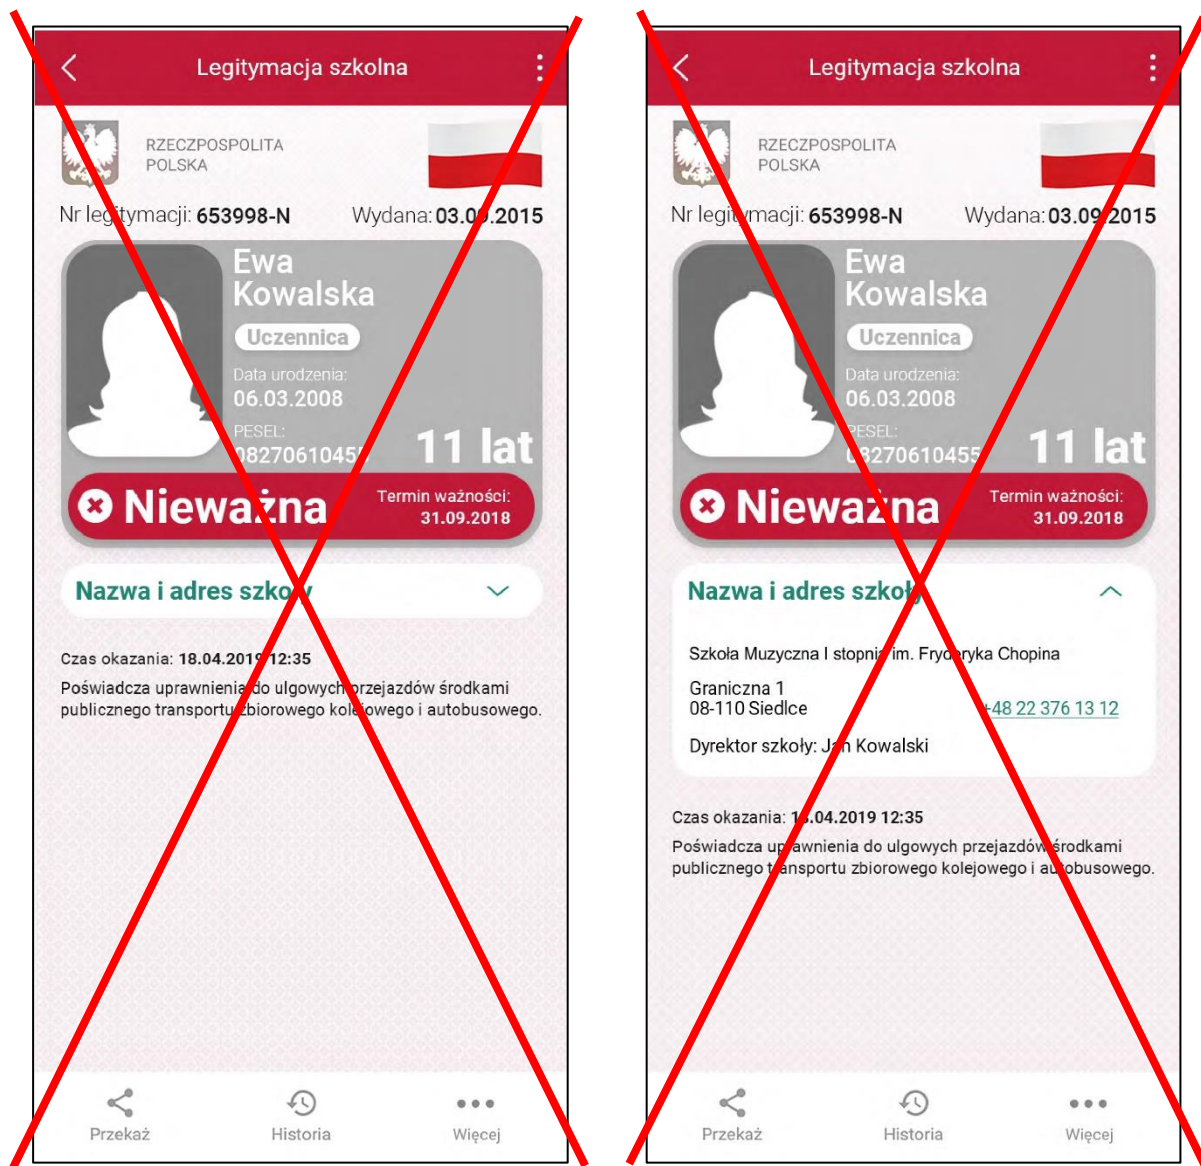 Legitymacja szkolna
RZECZPOSPOLITA
POLSKA
Nr legitymacji: 653998-N Wydana: 03.09.2015
Ewa
Kowalska
Uczennica
Data urodzenia:
06.03.2008
PESEL:
08270610455 11 lat
Nieważna Termin ważności:
31.09.2018
Nazwa i adres szkoły
Czas okazania: 18.04.2019 12:35
Poświadcza uprawnienia do ulgowych przejazdów środkami
publicznego transportu zbiorowego kolejowego i autobusowego.
Przekaż Historia Więcej
Legitymacja szkolna
RZECZPOSPOLITA
POLSKA
Nr legitymacji: 653998-N Wydana: 03.09.2015
Ewa
Kowalska
Uczennica
Data urodzenia:
06.03.2008
PESEL:
08270610455 11 lat
Nieważna Termin ważności:
31.09.2018
Nazwa i adres szkoły
Szkoła Muzyczna I stopnia im. Fryderyka Chopina
Graniczna 1
08-110 Siedlce +48 22 376 13 12
Dyrektor szkoły: Jan Kowalski
Czas okazania: 18.04.2019 12:35
Poświadcza uprawnienia do ulgowych przejazdów środkami
publicznego transportu zbiorowego kolejowego i autobusowego.
Przekaż Historia Więcej